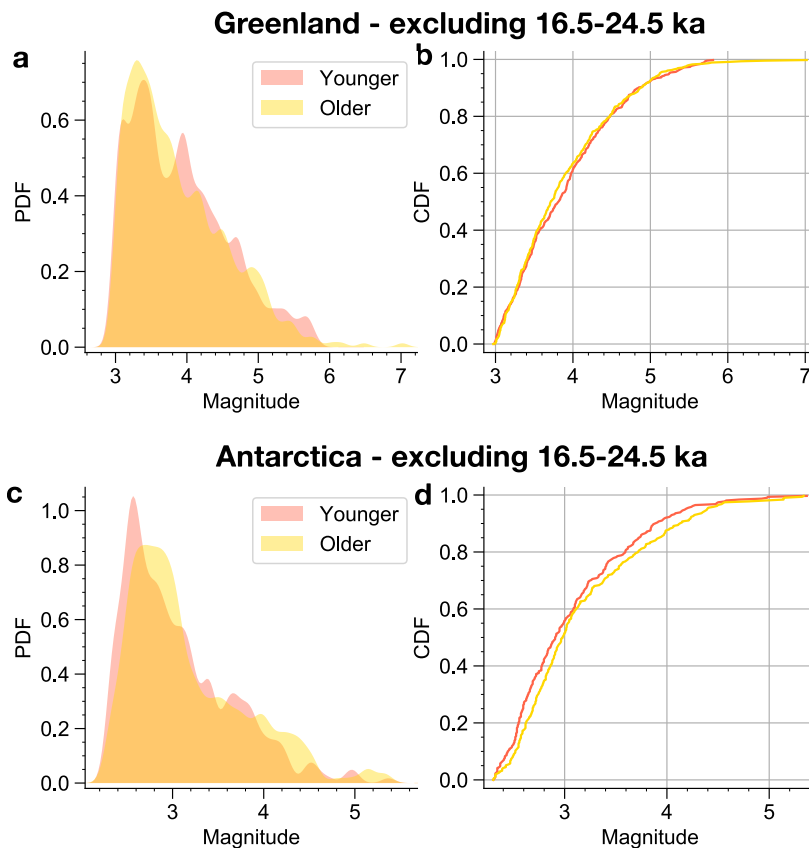 Greenland - excluding 16.5-24.5 ka
a
Younger
Older
0.6
0.4
0.2
0.0
PDF
3 4 5 6 7
Magnitude
b
1.0
0.8
0.6
0.4
0.2
0.0
CDF
3 4 5 6 7
Magnitude
Antarctica - excluding 16.5-24.5 ka
c
Younger
Older
1.0
0.8
0.6
0.4
0.2
0.0
PDF
3 4 5
Magnitude
d
1.0
0.8
0.6
0.4
0.2
0.0
CDF
3 4 5
Magnitude